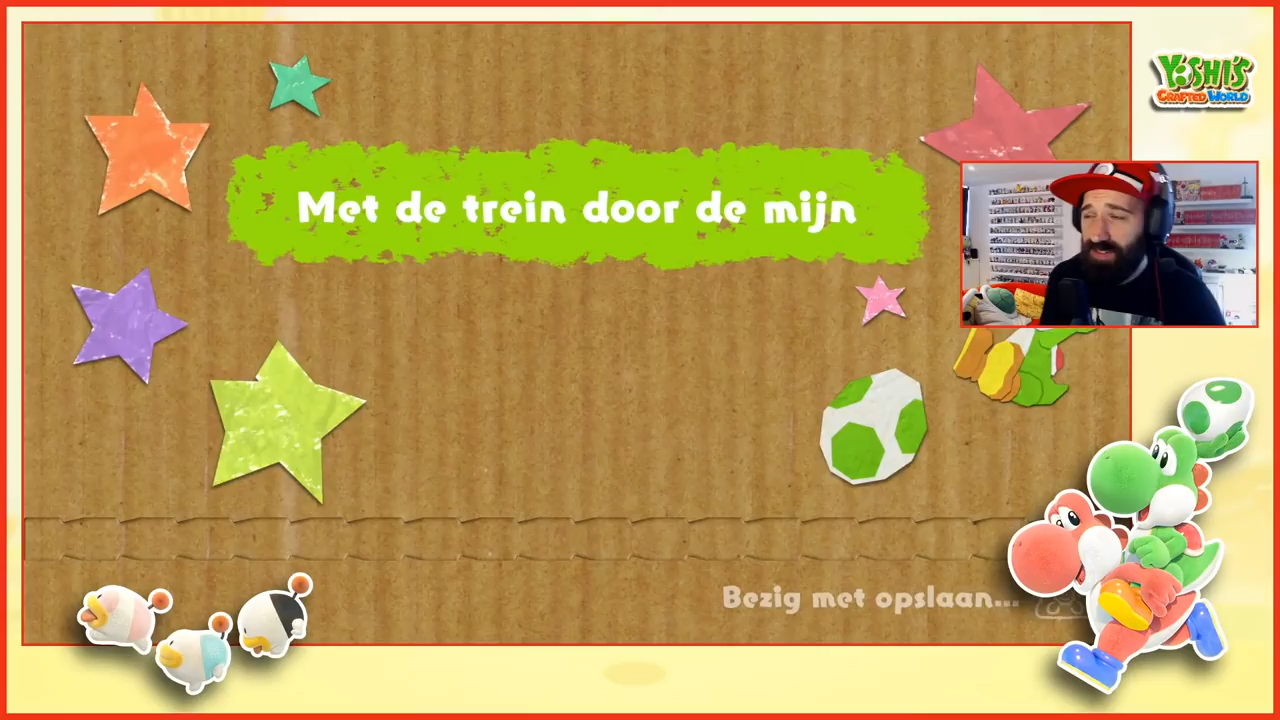 YOSHI'S
CRAFTED WORLD
Met de trein door de mijn
Bezig met opslaan...